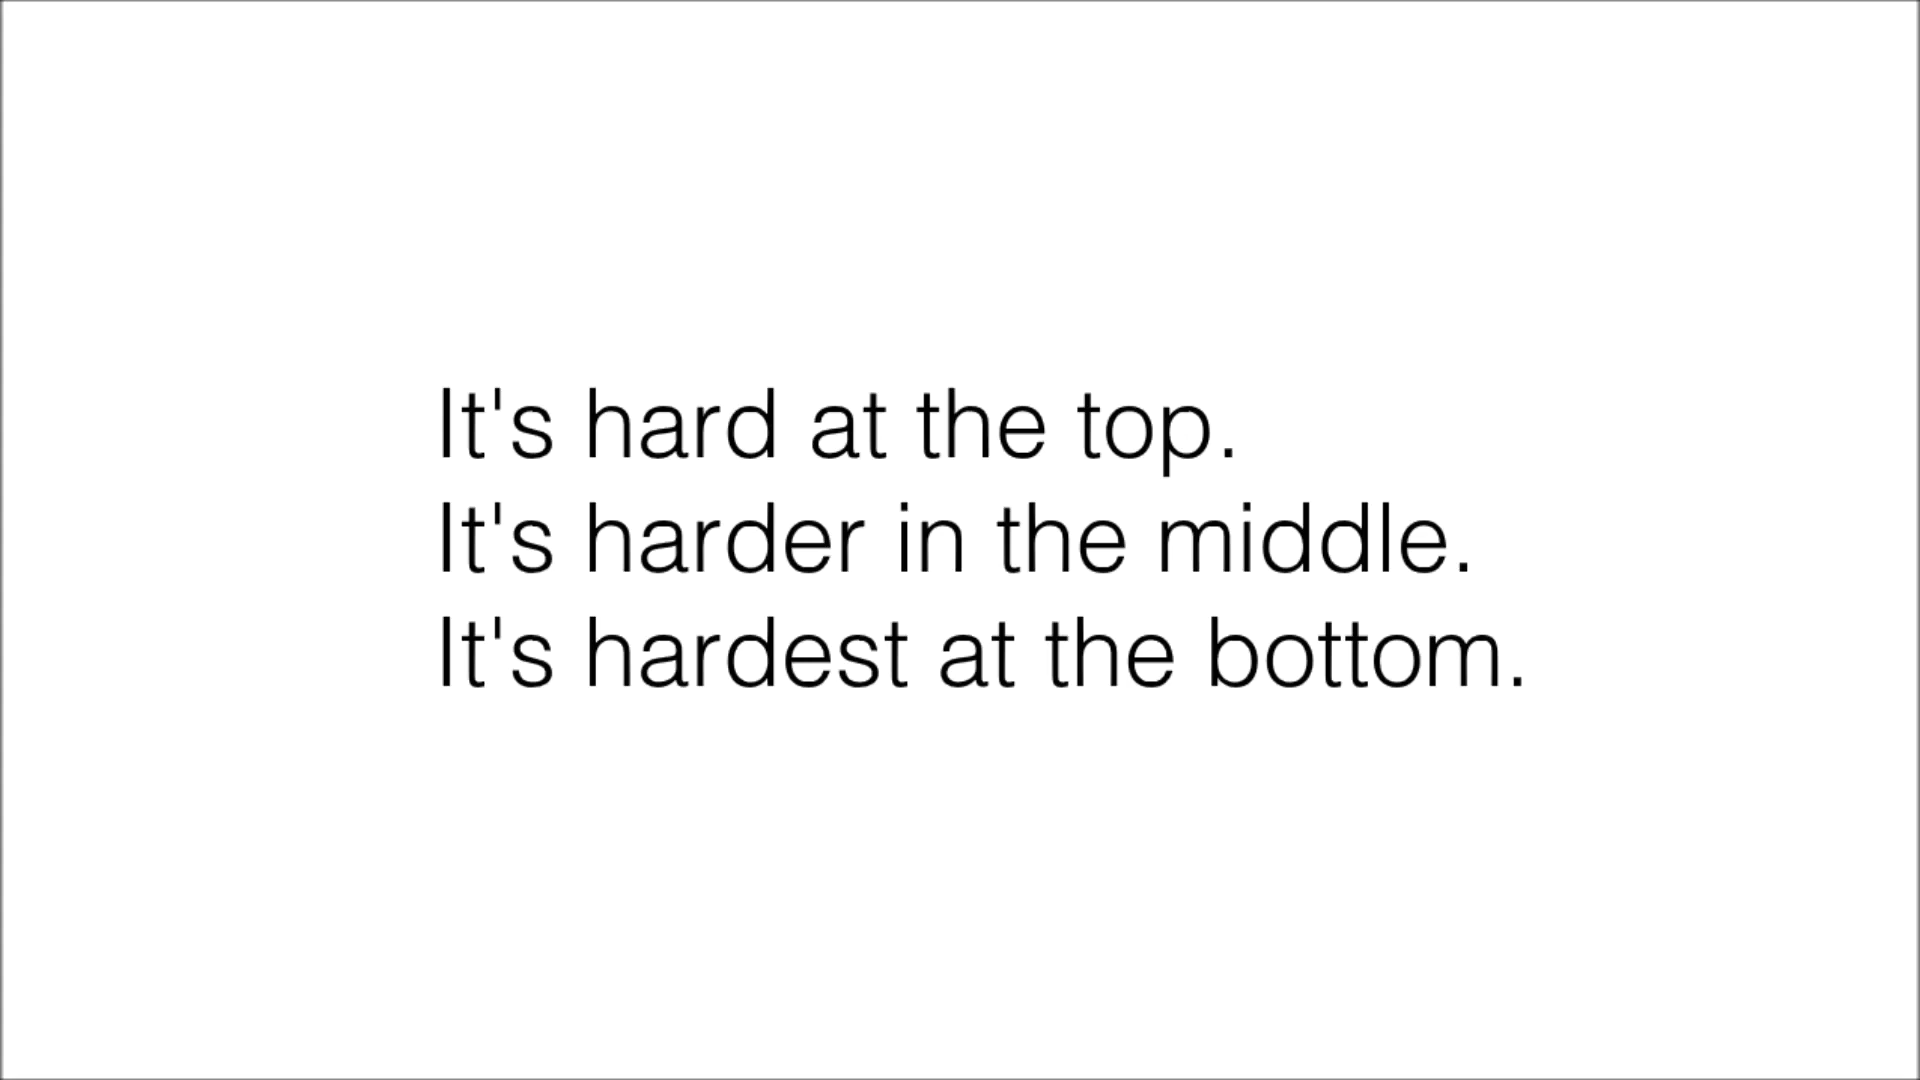 It's hard at the top.
It's harder in the middle.
It's hardest at the bottom.